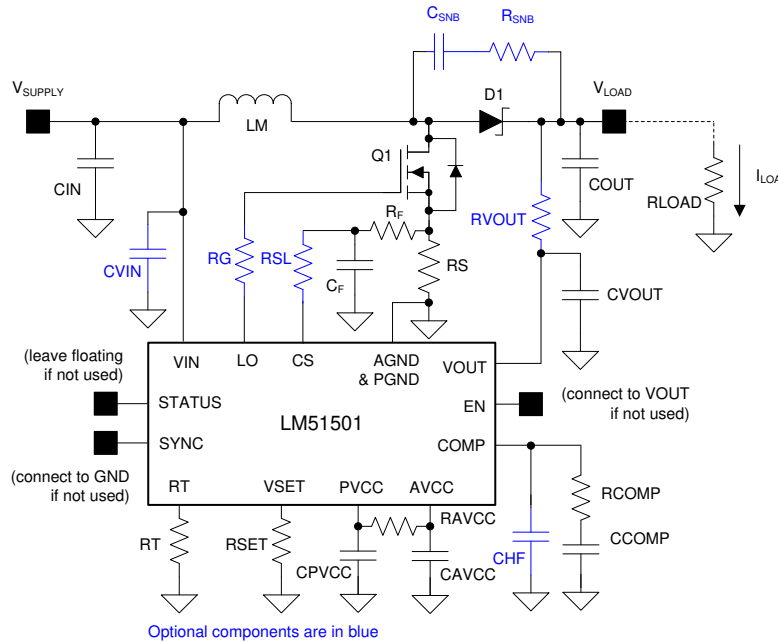 CSNB
RSNB
VSUPPLY
VLOAD
D1
LM
Q1
CIN
COUT
ILOA
RLOAD
RF
RVOUT
CVIN
RG
RSL
CF
RS
CVOUT
(leave floating
if not used)
VIN
LO
CS
AGND
& PGND
VOUT
STATUS
EN
(connect to VOUT
if not used)
LM51501
SYNC
COMP
(connect to GND
if not used)
RT
VSET
PVCC
AVCC
RCOMP
RT
RSET
RAVCC
CCOMP
CPVCC
CAVCC
CHF
Optional components are in blue